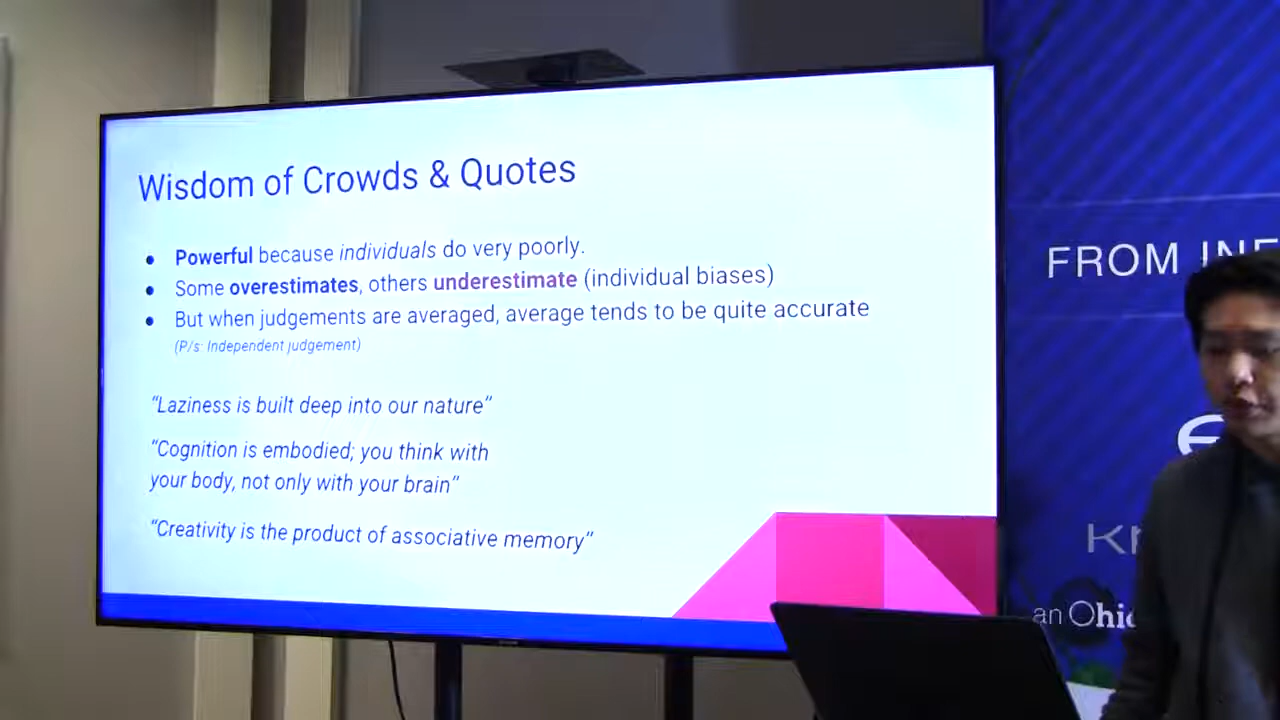 Wisdom of Crowds & Quotes
● Powerful because individuals do very poorly.
● Some overestimates, others underestimate (individual biases)
● But when judgements are averaged, average tends to be quite accurate
(P/s: Independent judgement)
“Laziness is built deep into our nature”
“Cognition is embodied; you think with
your body, not only with your brain”
“Creativity is the product of associative memory”
FROM
an